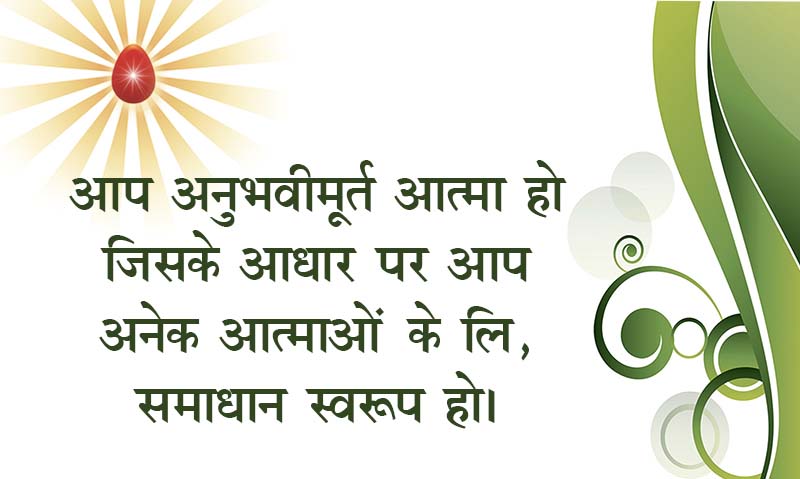 आप अनुभवीमूर्त आत्मा हो
जिसके आधार पर आप
अनेक आत्माओं के लि,
समाधान स्वरूप हो।